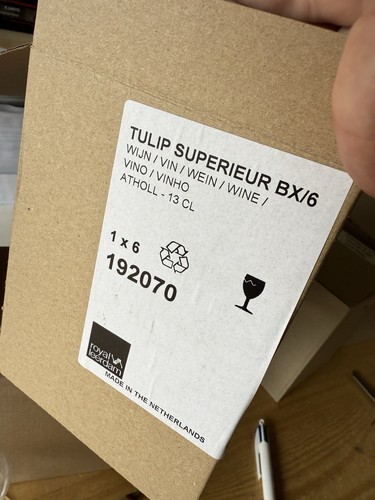 TULIP SUPERIEUR BX/6
WIJN / VIN / WEIN / WINE /
VINO / VINHO
ATHOLL - 13 CL
1 x 6
192070
royal
leerdam
MADE IN THE NETHERLANDS